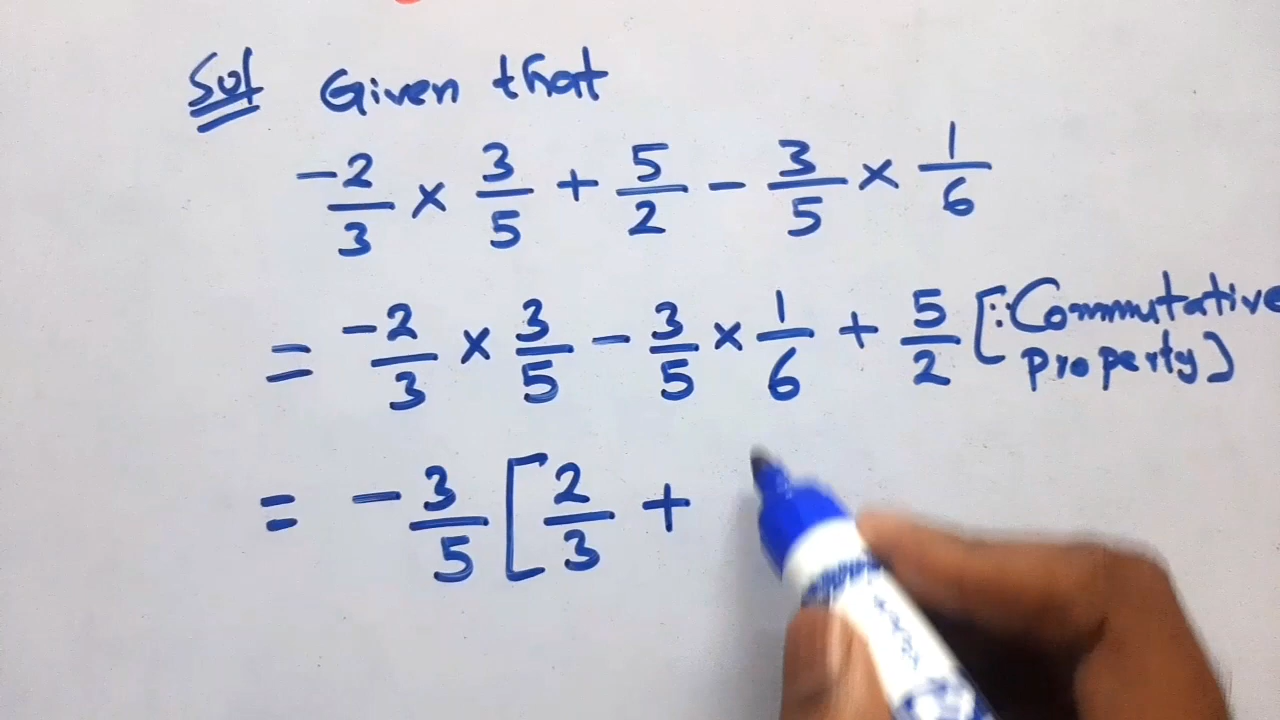 Sol Given that
-2/3 × 3/5 + 5/2 - 3/5 × 1/6
= -2/3 × 3/5 - 3/5 × 1/6 + 5/2 [∵ Commutative
property]
= - 3/5 [ 2/3 +